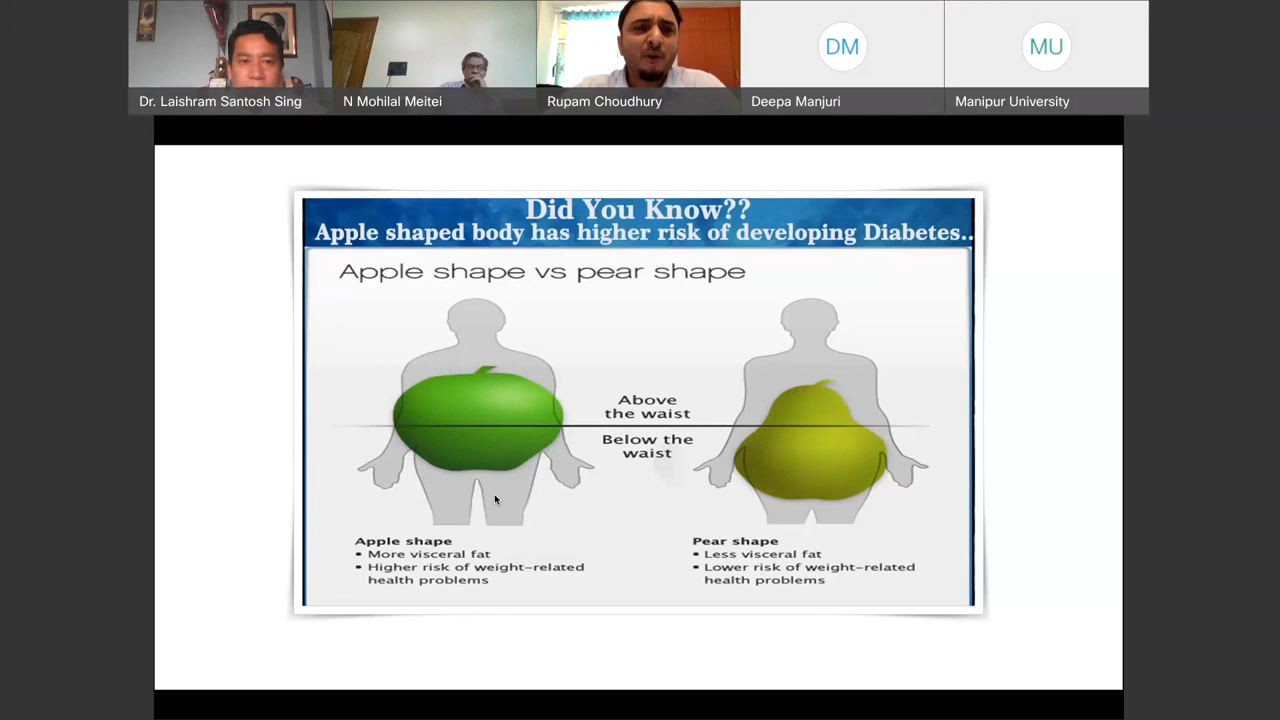 DM
MU
Dr. Laishram Santosh Sing
N Mohilal Meitei
Rupam Choudhury
Deepa Manjuri
Manipur University
Did You Know??
Apple shaped body has higher risk of developing Diabetes..
Apple shape vs pear shape
Above
the waist
Below the
waist
Apple shape
• More visceral fat
• Higher risk of weight-related
health problems
Pear shape
• Less visceral fat
• Lower risk of weight-related
health problems